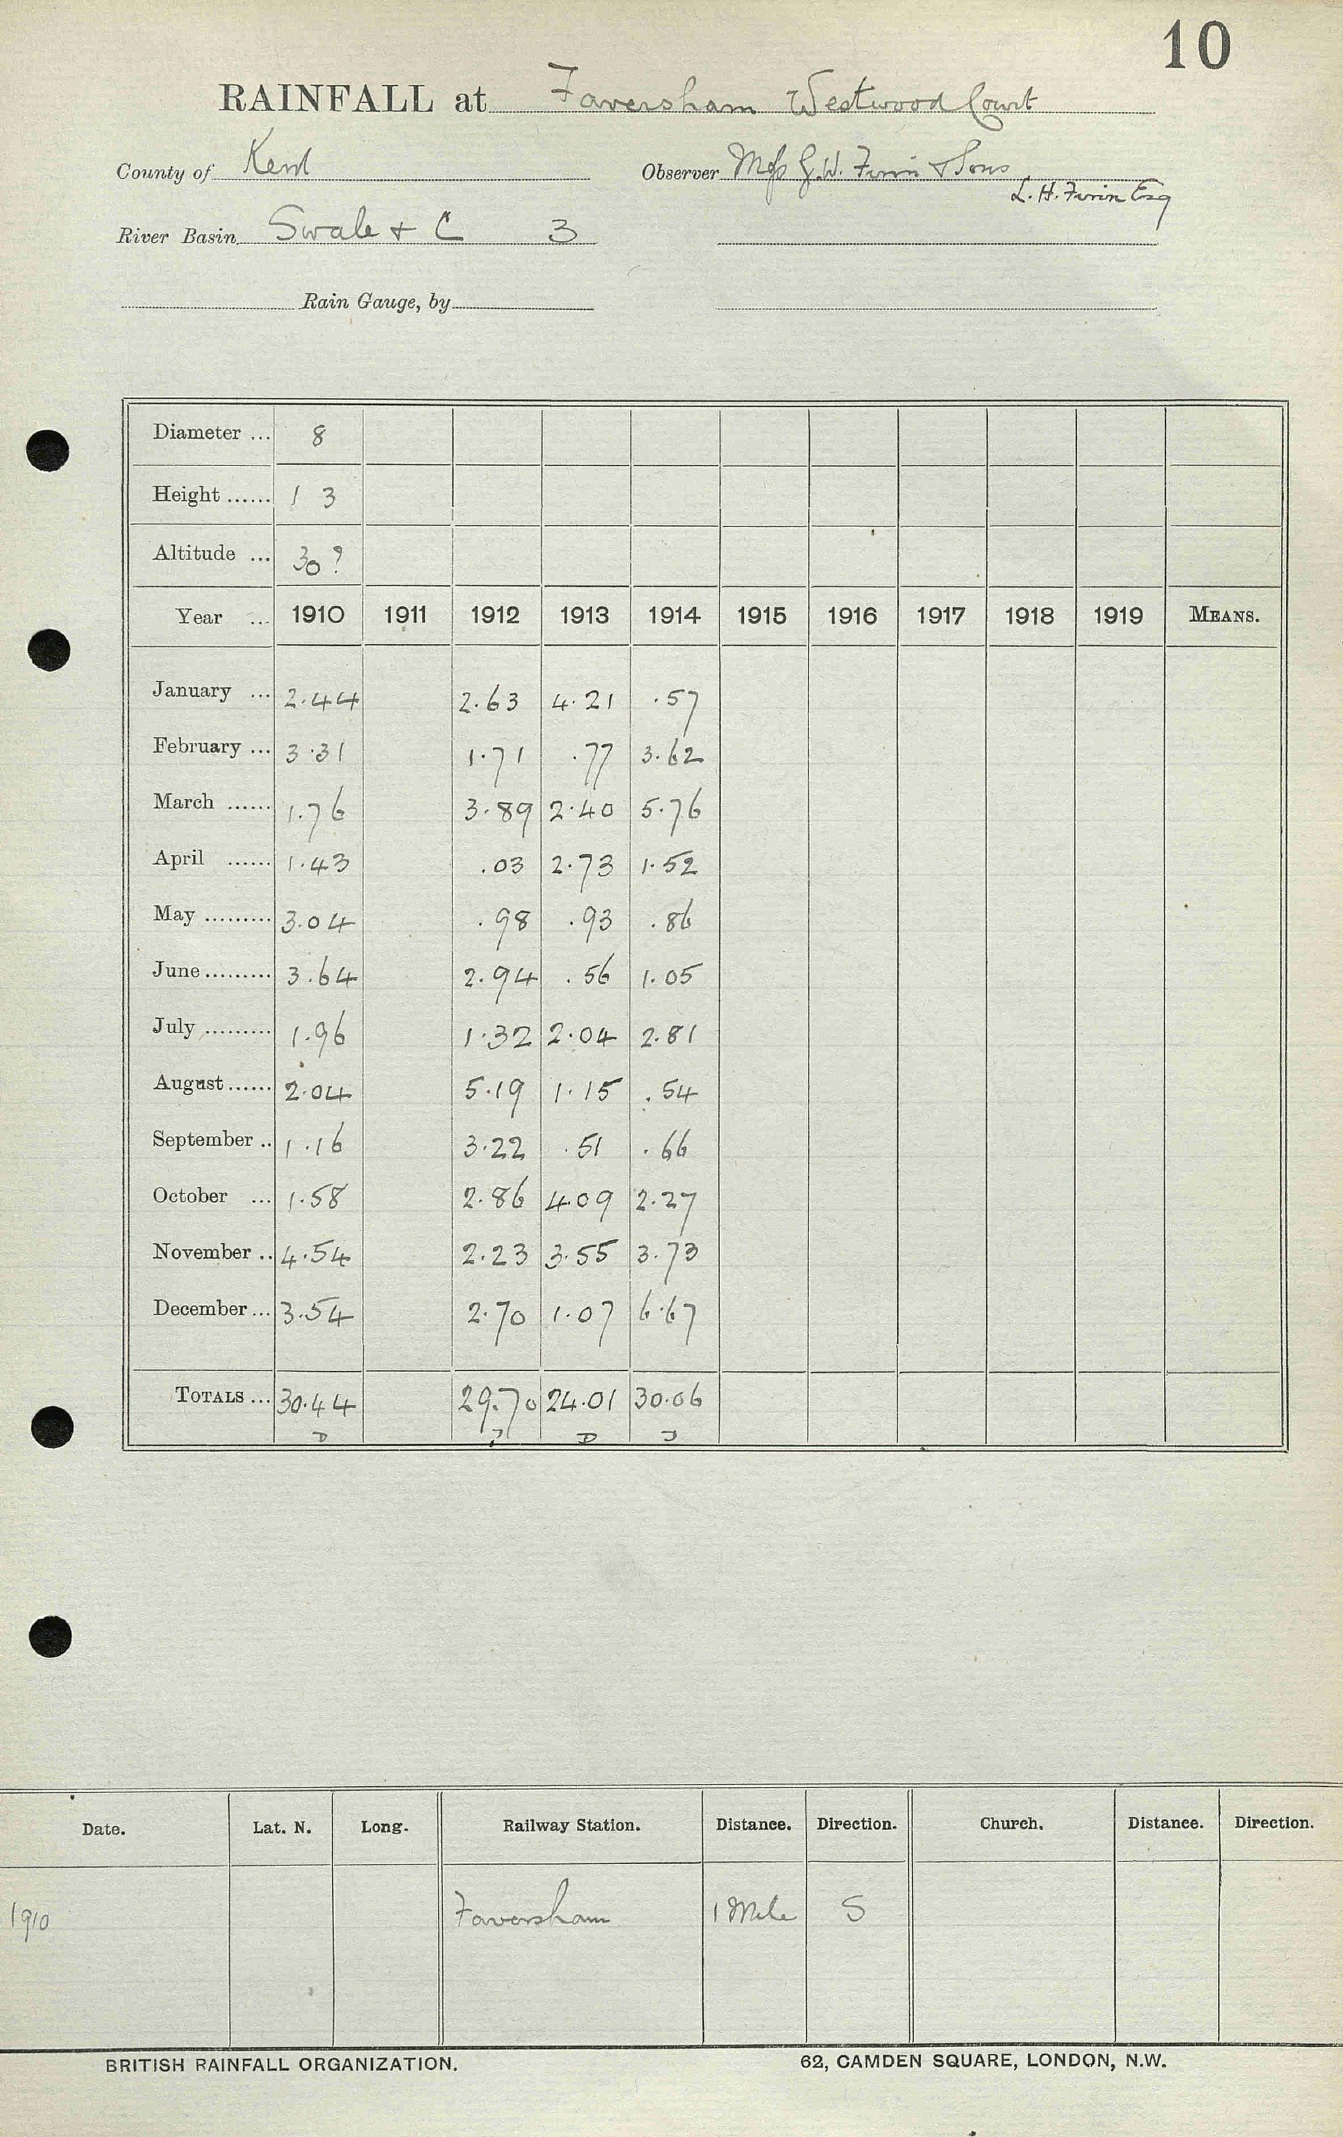 10
RAINFALL at Faversham Westwood Court
County of Kent Observer Mess G.W. Finn & Sons
L. H. Finn Esq
River Basin Swale & C 3
Rain Gauge, by
Diameter ... 8
Height ...... 1 3
Altitude ... 30 ?
Year ... 1910 1911 1912 1913 1914 1915 1916 1917 1918 1919 MEANS.
January ... 2.44 2.63 4.21 .57
February ... 3.31 1.71 .77 3.62
March ...... 1.76 3.89 2.40 5.76
April ...... 1.43 .03 2.73 1.52
May ......... 3.04 .98 .93 .86
June ......... 3.64 2.94 .56 1.05
July ......... 1.96 1.32 2.04 2.81
August ...... 2.04 5.19 1.15 .54
September .. 1.16 3.22 .51 .66
October ... 1.58 2.86 4.09 2.27
November .. 4.54 2.23 3.55 3.73
December ... 3.54 2.70 1.07 6.67
TOTALS ... 30.44 29.70 24.01 30.06
D J D J
Date. Lat. N. Long. Railway Station. Distance. Direction. Church. Distance. Direction.
1910 Faversham 1 Mile S
BRITISH RAINFALL ORGANIZATION. 62, CAMDEN SQUARE, LONDON, N.W.